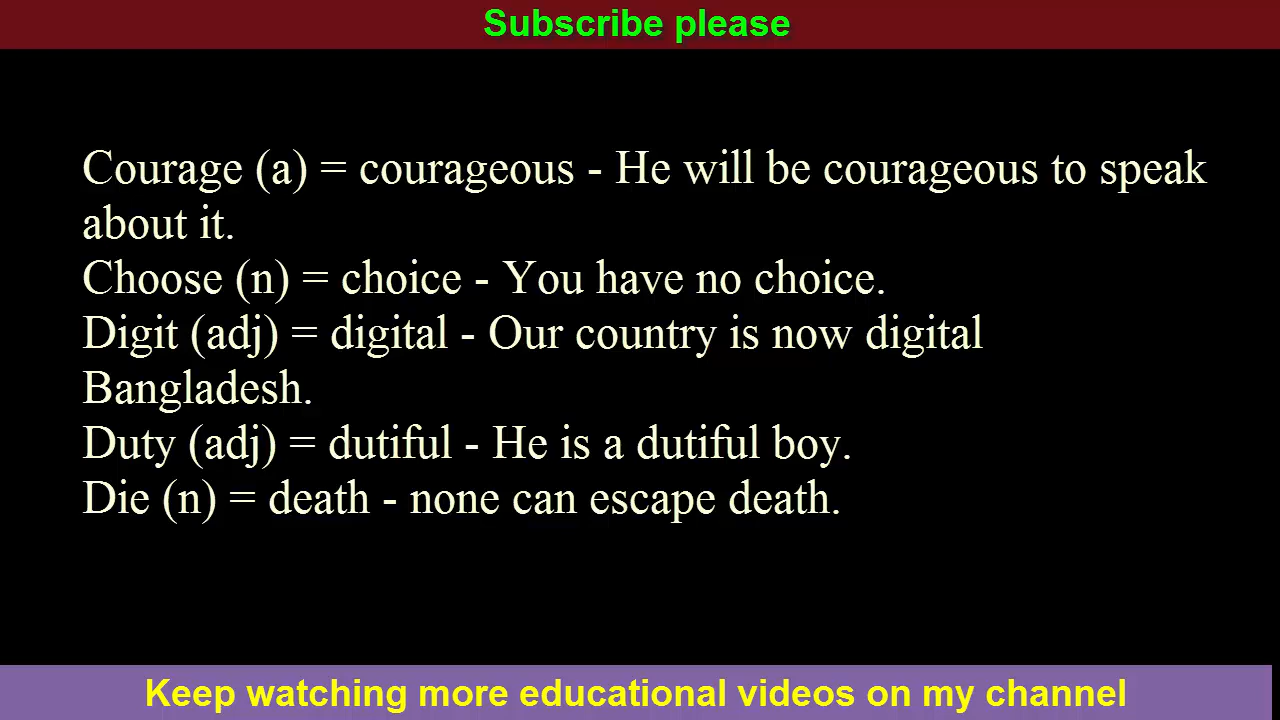 Subscribe please
Courage (a) = courageous - He will be courageous to speak
about it.
Choose (n) = choice - You have no choice.
Digit (adj) = digital - Our country is now digital
Bangladesh.
Duty (adj) = dutiful - He is a dutiful boy.
Die (n) = death - none can escape death.
Keep watching more educational videos on my channel